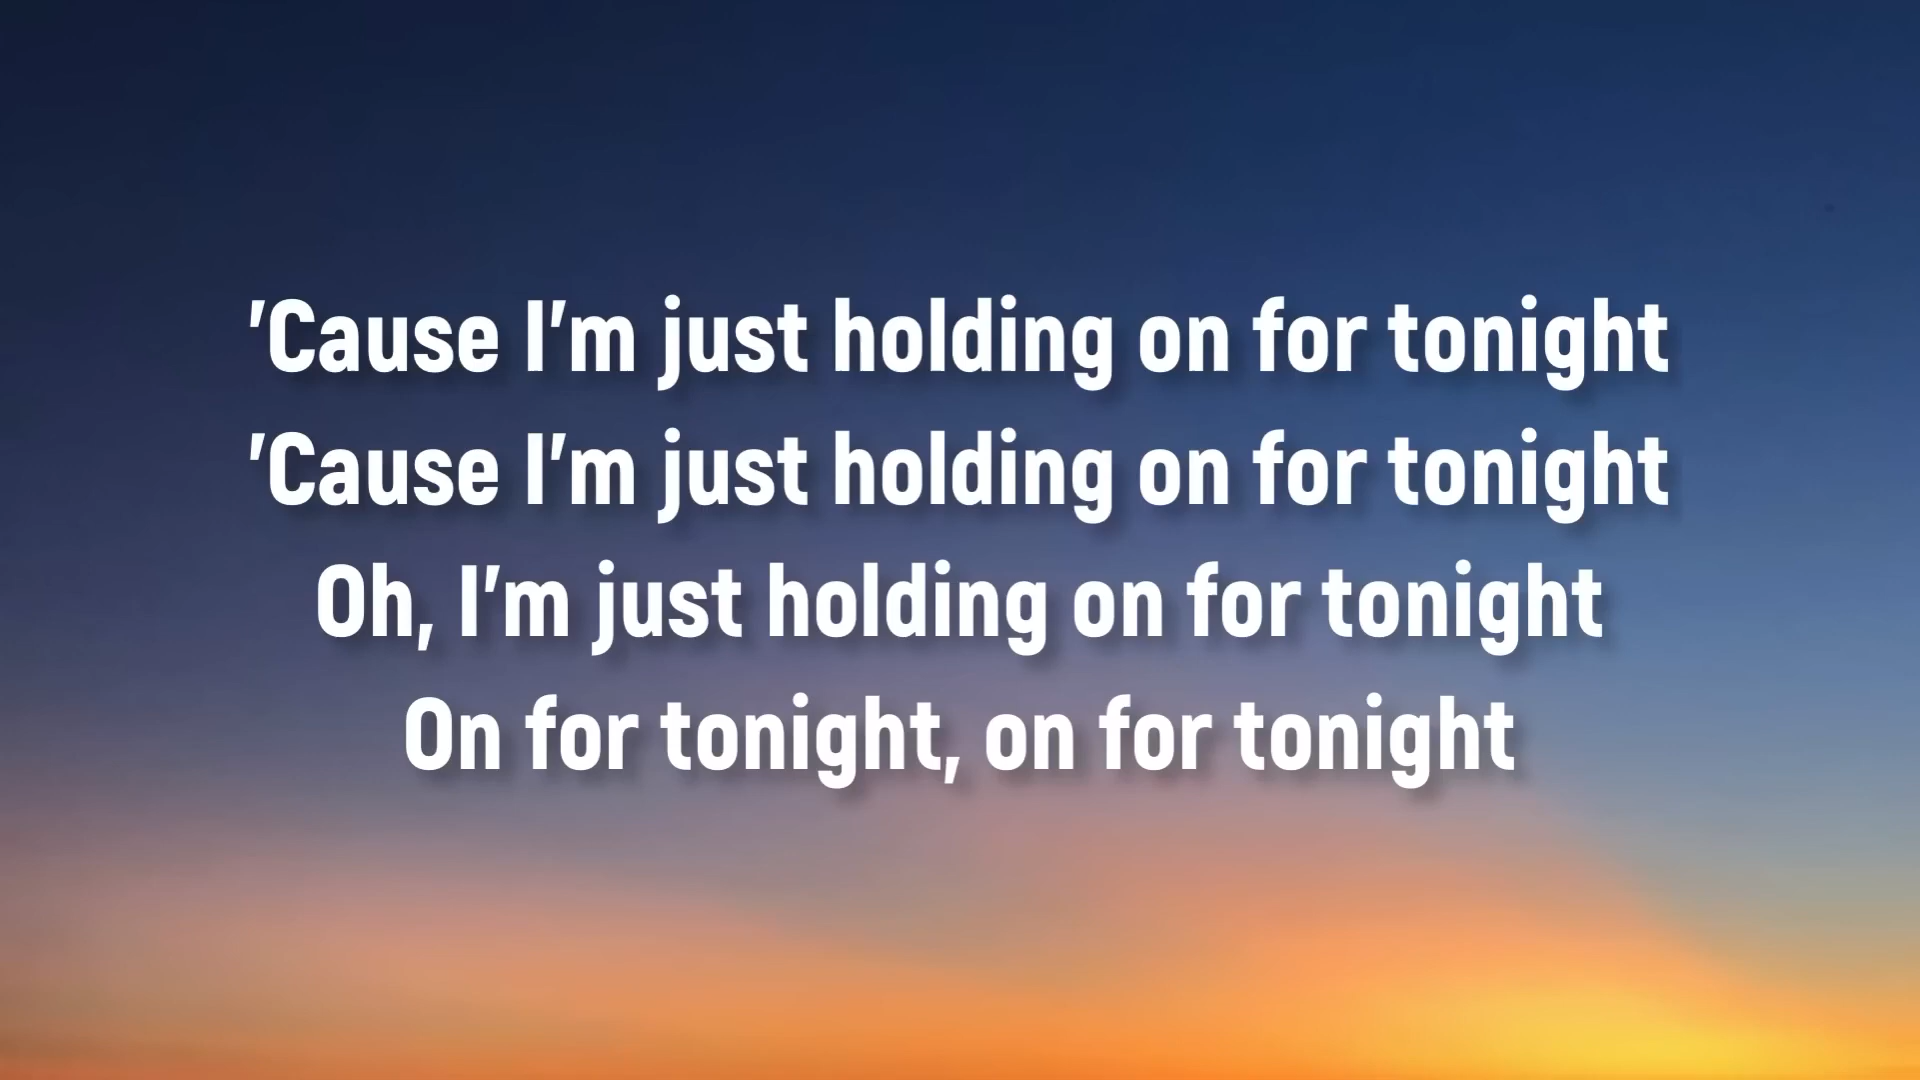 'Cause I'm just holding on for tonight
'Cause I'm just holding on for tonight
Oh, I'm just holding on for tonight
On for tonight, on for tonight